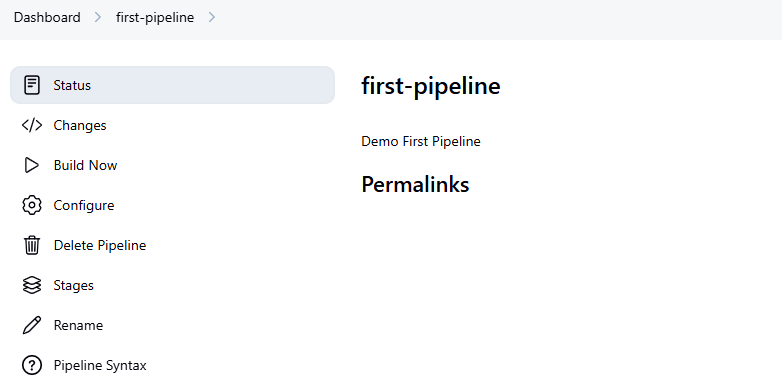 Dashboard > first-pipeline >
Status
Changes
Build Now
Configure
Delete Pipeline
Stages
Rename
Pipeline Syntax
first-pipeline
Demo First Pipeline
Permalinks